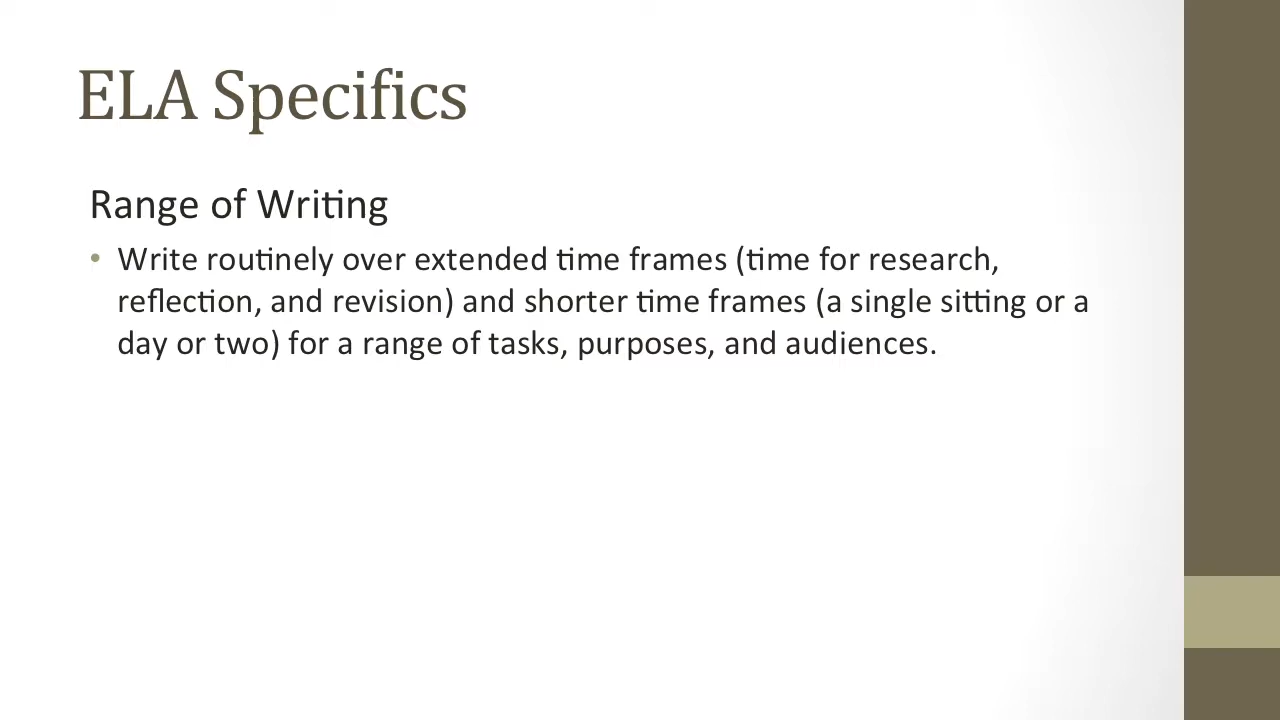 ELA Specifics
Range of Writing
• Write routinely over extended time frames (time for research,
reflection, and revision) and shorter time frames (a single sitting or a
day or two) for a range of tasks, purposes, and audiences.